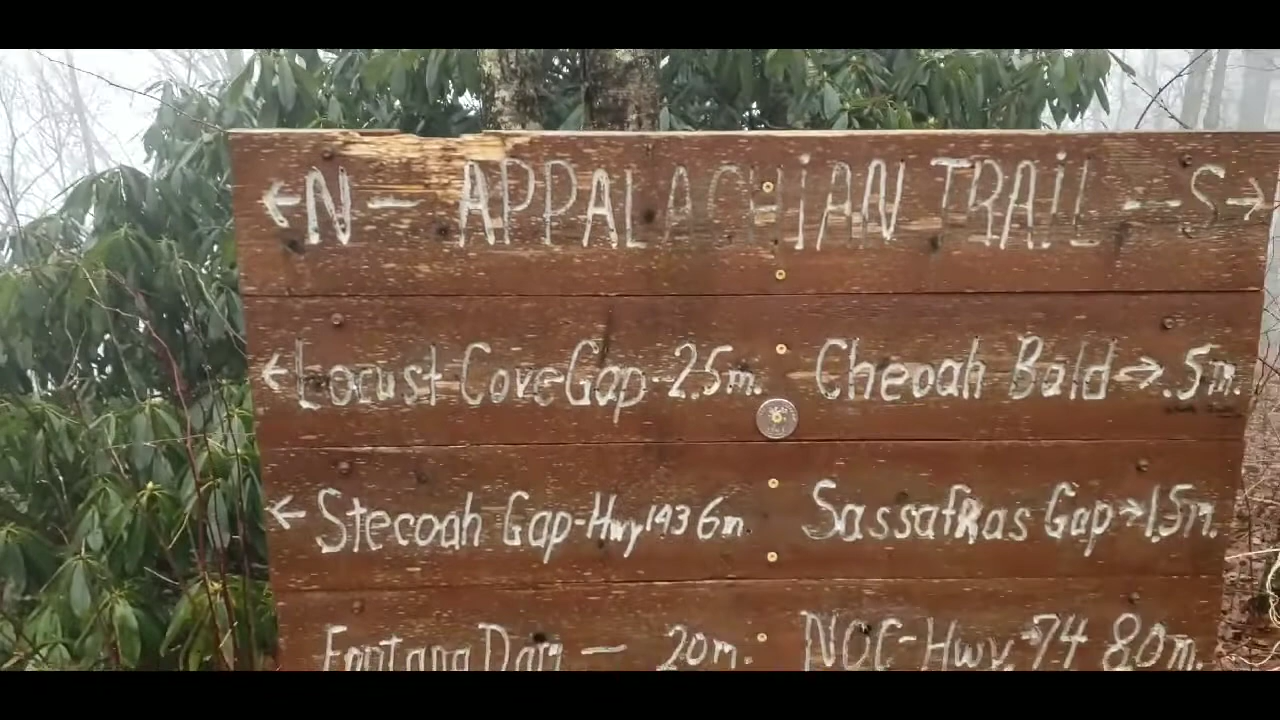 ←N — APPALACHiAN TRAiL — S→
←Locust Cove Gap - 2.5m. Cheoah Bald → .5m.
←Stecoah Gap - Hwy 143 6m. Sassafras Gap → 1.5m.
Fontana Dam — 20m. NOC - Hwy. 74 8.0m.